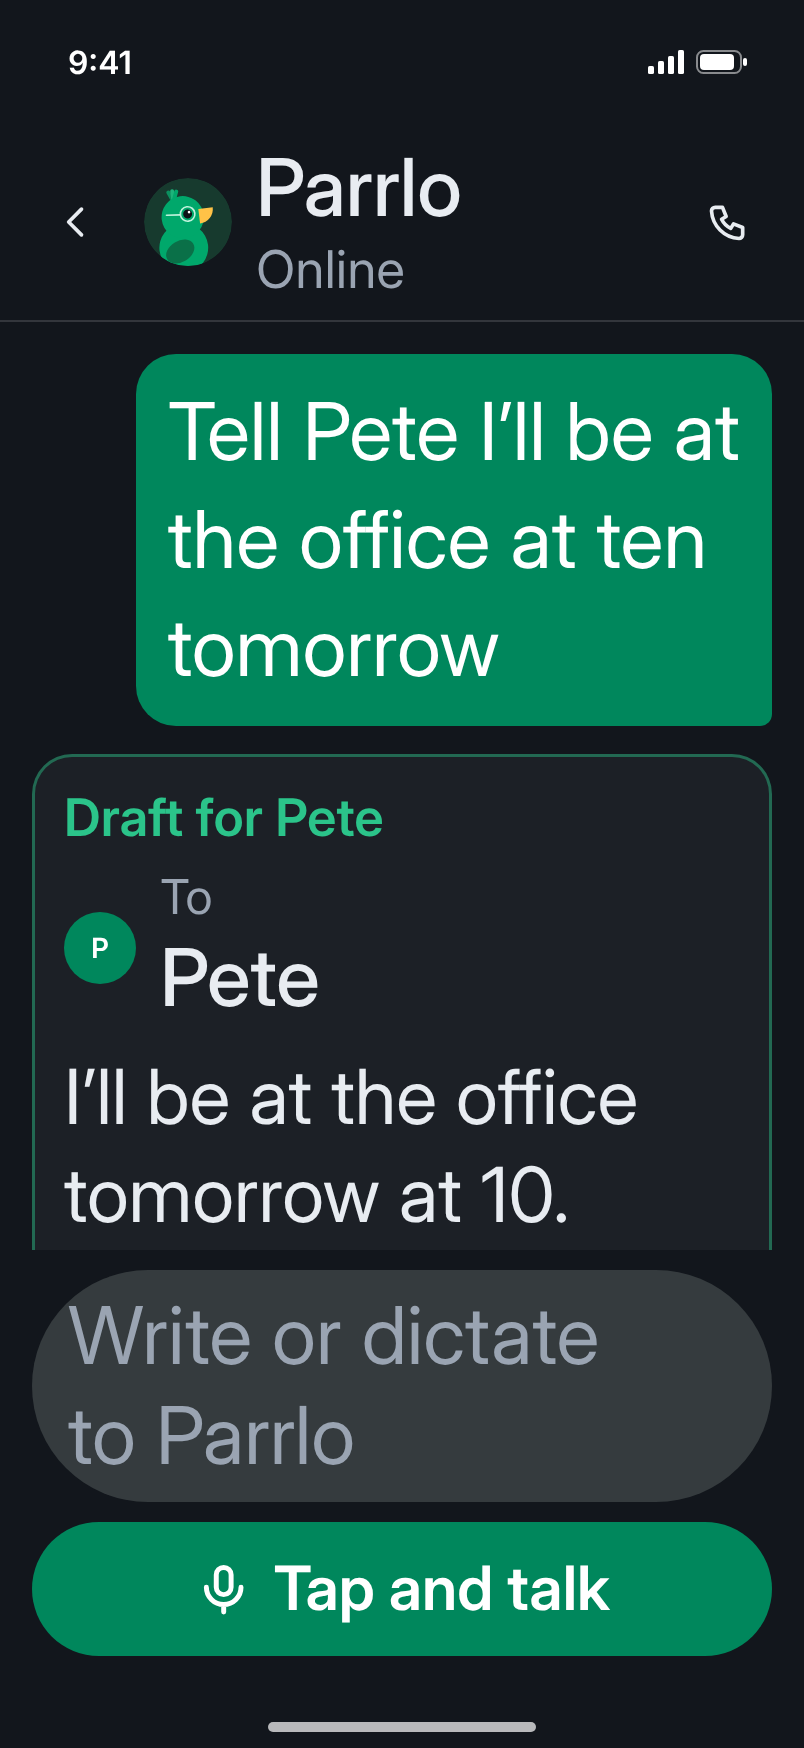 9:41
Parrlo
Online
Tell Pete I’ll be at
the office at ten
tomorrow
Draft for Pete
To
P
Pete
I’ll be at the office
tomorrow at 10.
Write or dictate
to Parrlo
Tap and talk